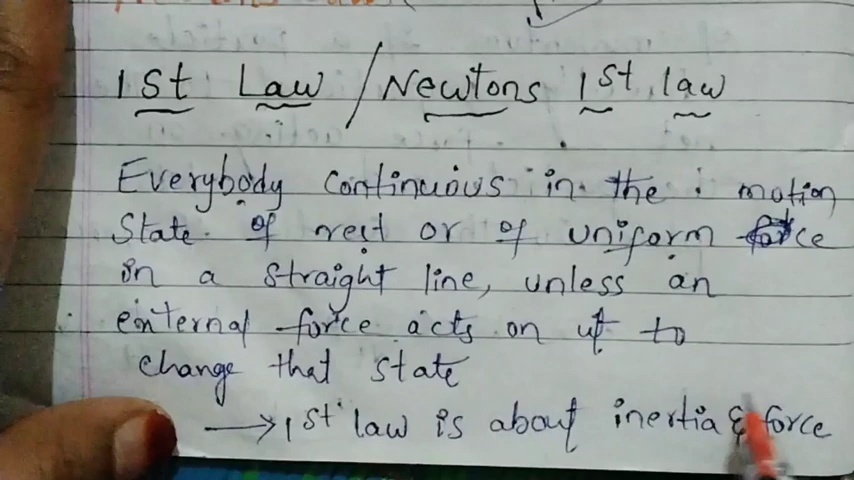 1st Law / Newtons 1st law
Everybody continuous in the motion
State of rest or of uniform force
in a straight line, unless an
external force acts on it to
change that state
→ 1st law is about inertia & force